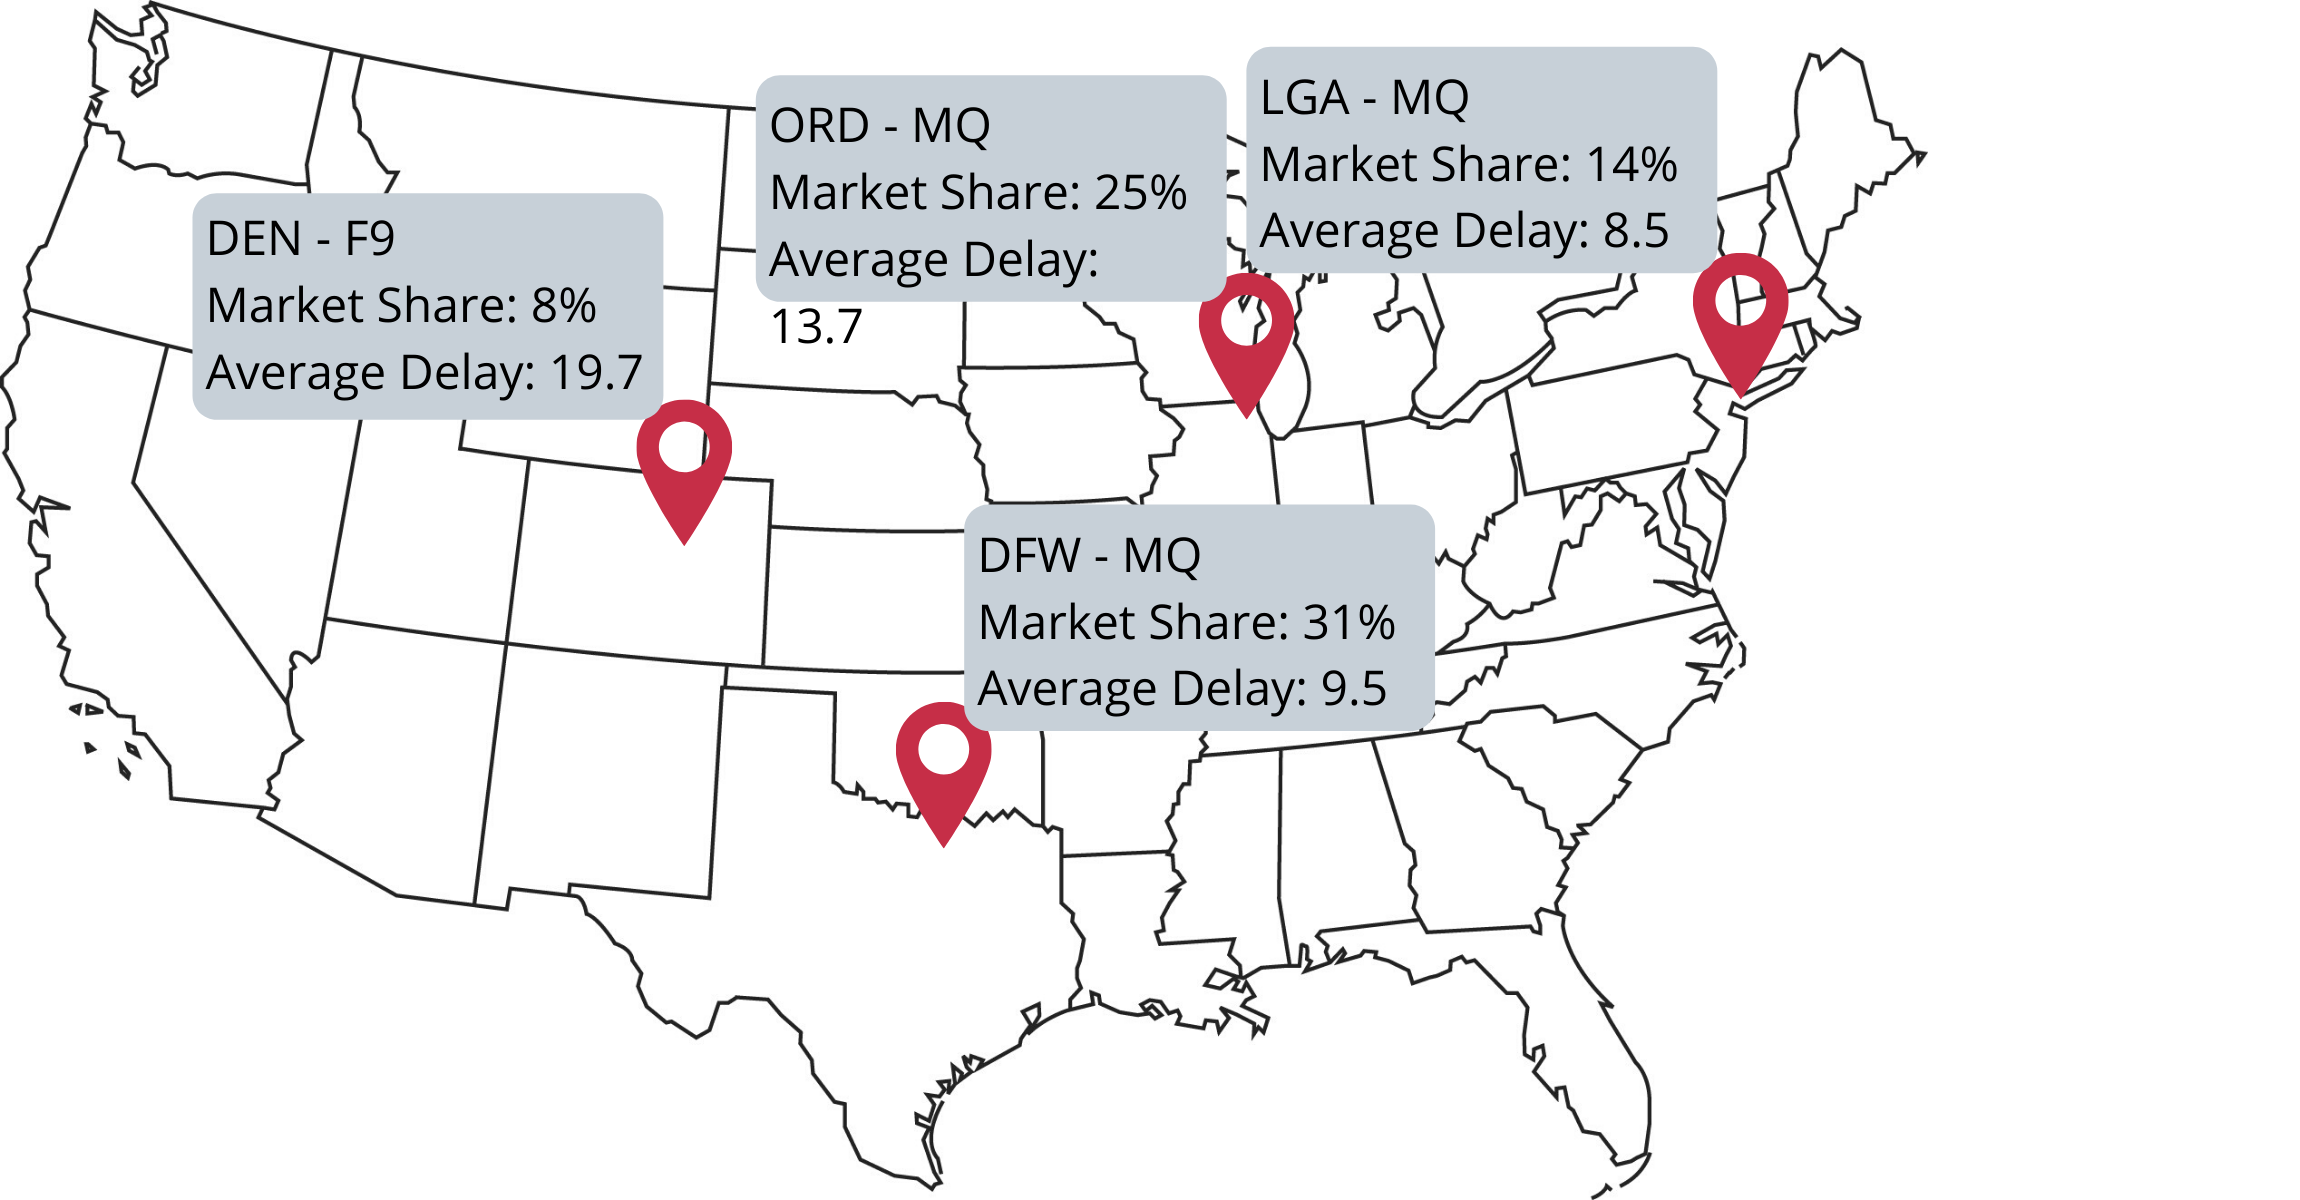 DEN - F9
Market Share: 8%
Average Delay: 19.7
ORD - MQ
Market Share: 25%
Average Delay:
13.7
LGA - MQ
Market Share: 14%
Average Delay: 8.5
DFW - MQ
Market Share: 31%
Average Delay: 9.5